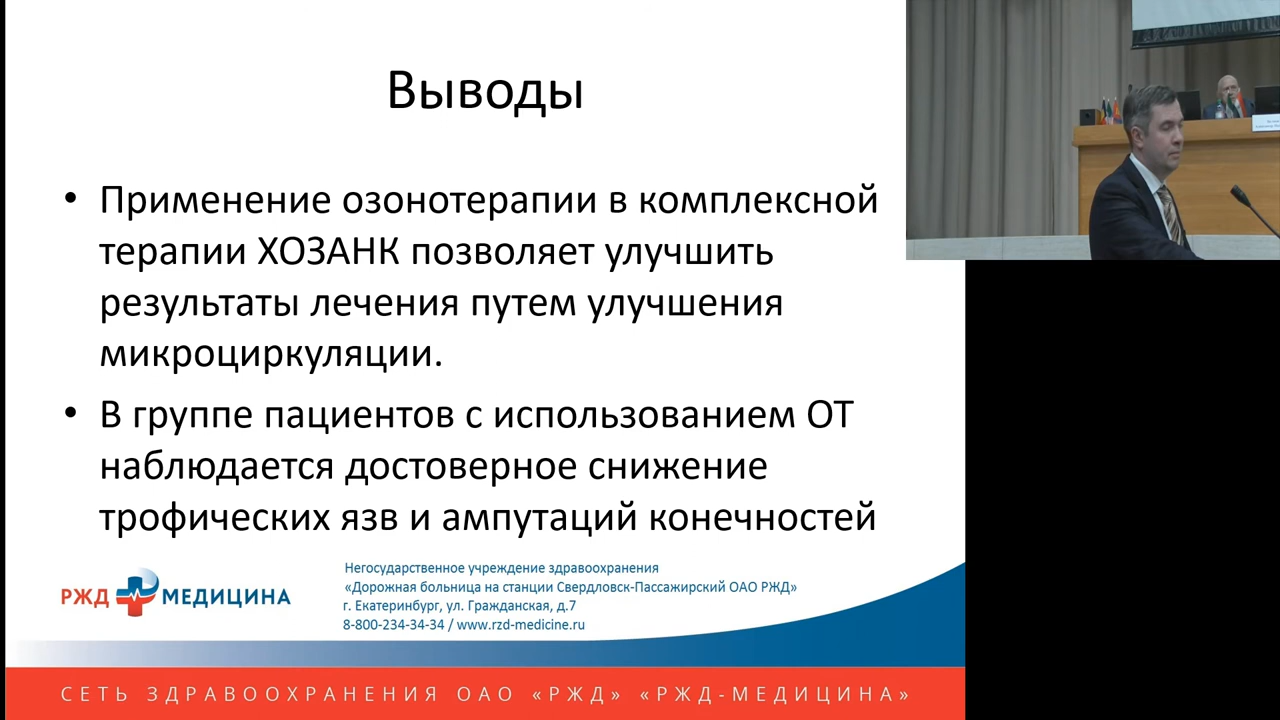 Выводы
• Применение озонотерапии в комплексной
терапии ХОЗАНК позволяет улучшить
результаты лечения путем улучшения
микроциркуляции.
• В группе пациентов с использованием ОТ
наблюдается достоверное снижение
трофических язв и ампутаций конечностей
РЖД МЕДИЦИНА
Негосударственное учреждение здравоохранения
«Дорожная больница на станции Свердловск-Пассажирский ОАО РЖД»
г. Екатеринбург, ул. Гражданская, д.7
8-800-234-34-34 / www.rzd-medicine.ru
СЕТЬ ЗДРАВООХРАНЕНИЯ ОАО «РЖД» «РЖД-МЕДИЦИНА»